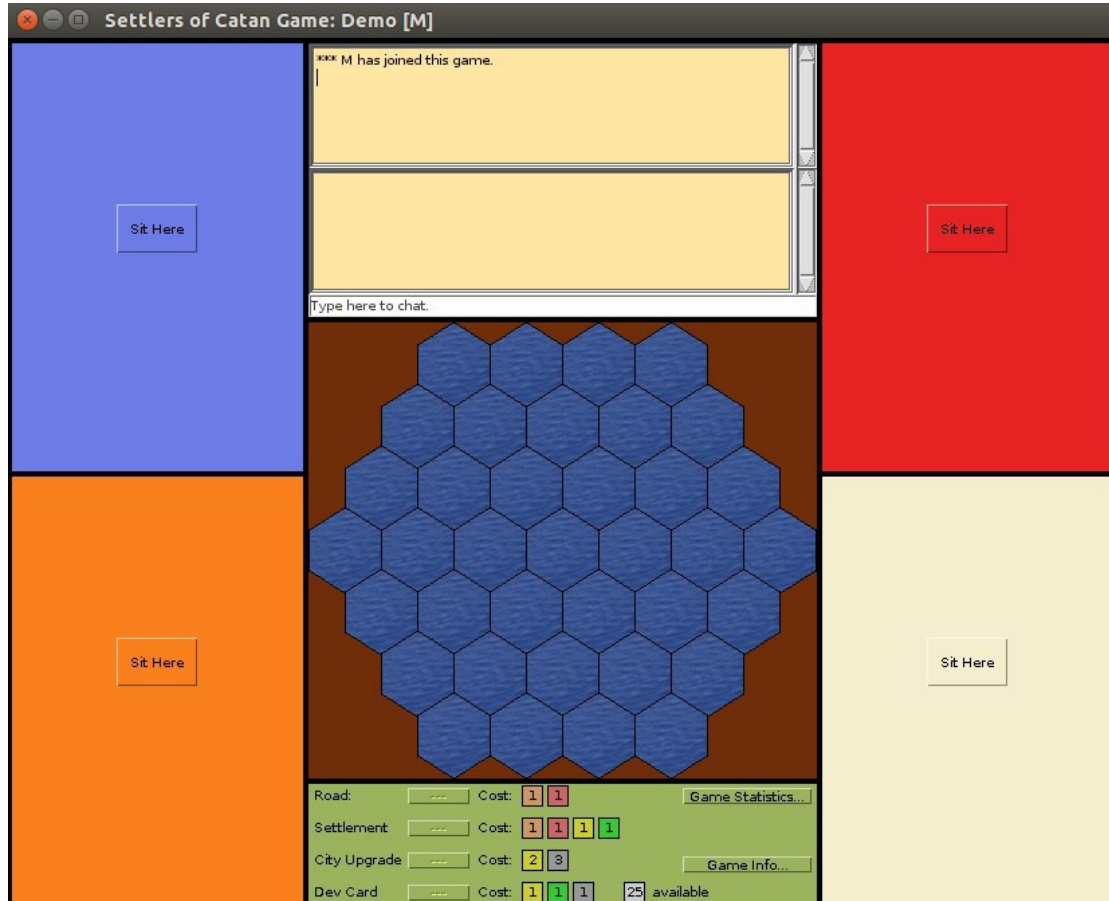 Settlers of Catan Game: Demo [M]
*** M has joined this game.
Sit Here
Sit Here
Type here to chat.
Sit Here
Sit Here
Road: --- Cost: 1 1 Game Statistics...
Settlement --- Cost: 1 1 1 1
City Upgrade --- Cost: 2 3 Game Info...
Dev Card --- Cost: 1 1 1 25 available